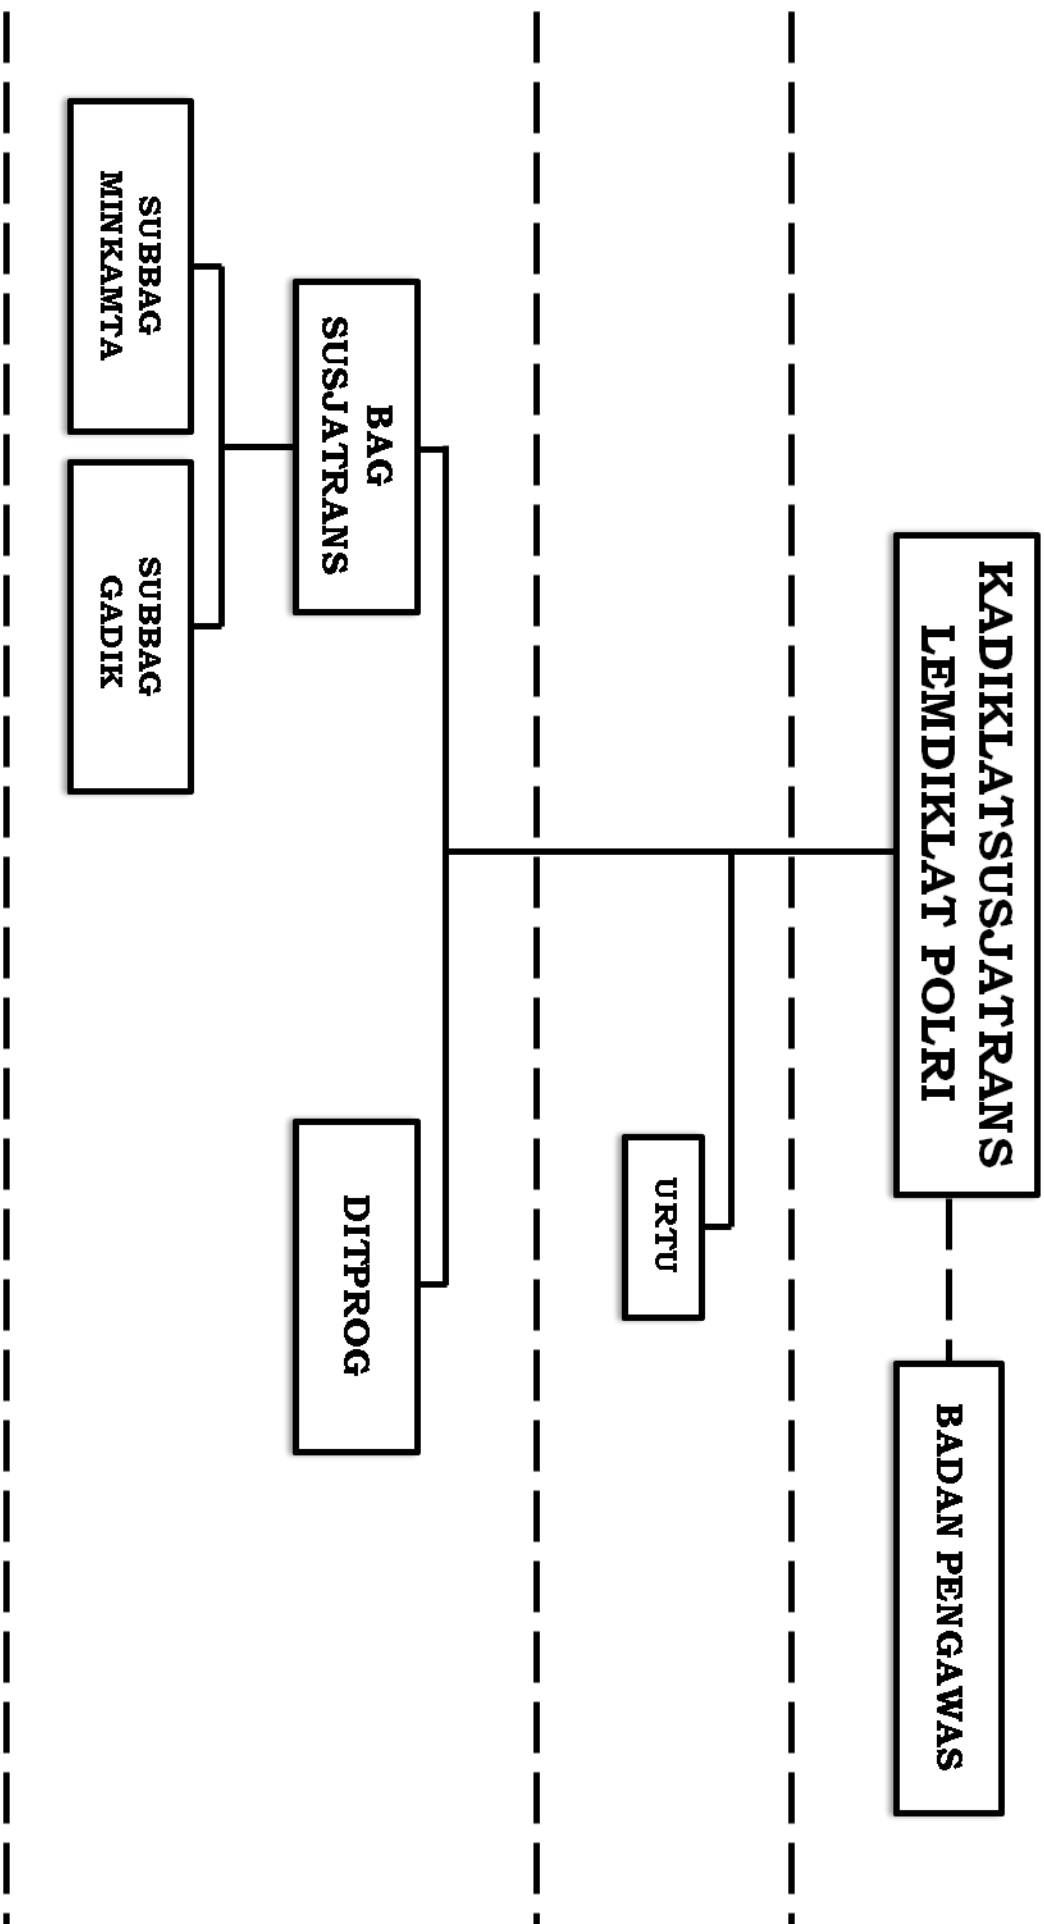 KADIKLATSUSJATRANS
LEMDIKLAT POLRI
BADAN PENGAWAS
URTU
BAG
SUSJATRANS
DITPROG
SUBBAG
MINKAMTA
SUBBAG
GADIK